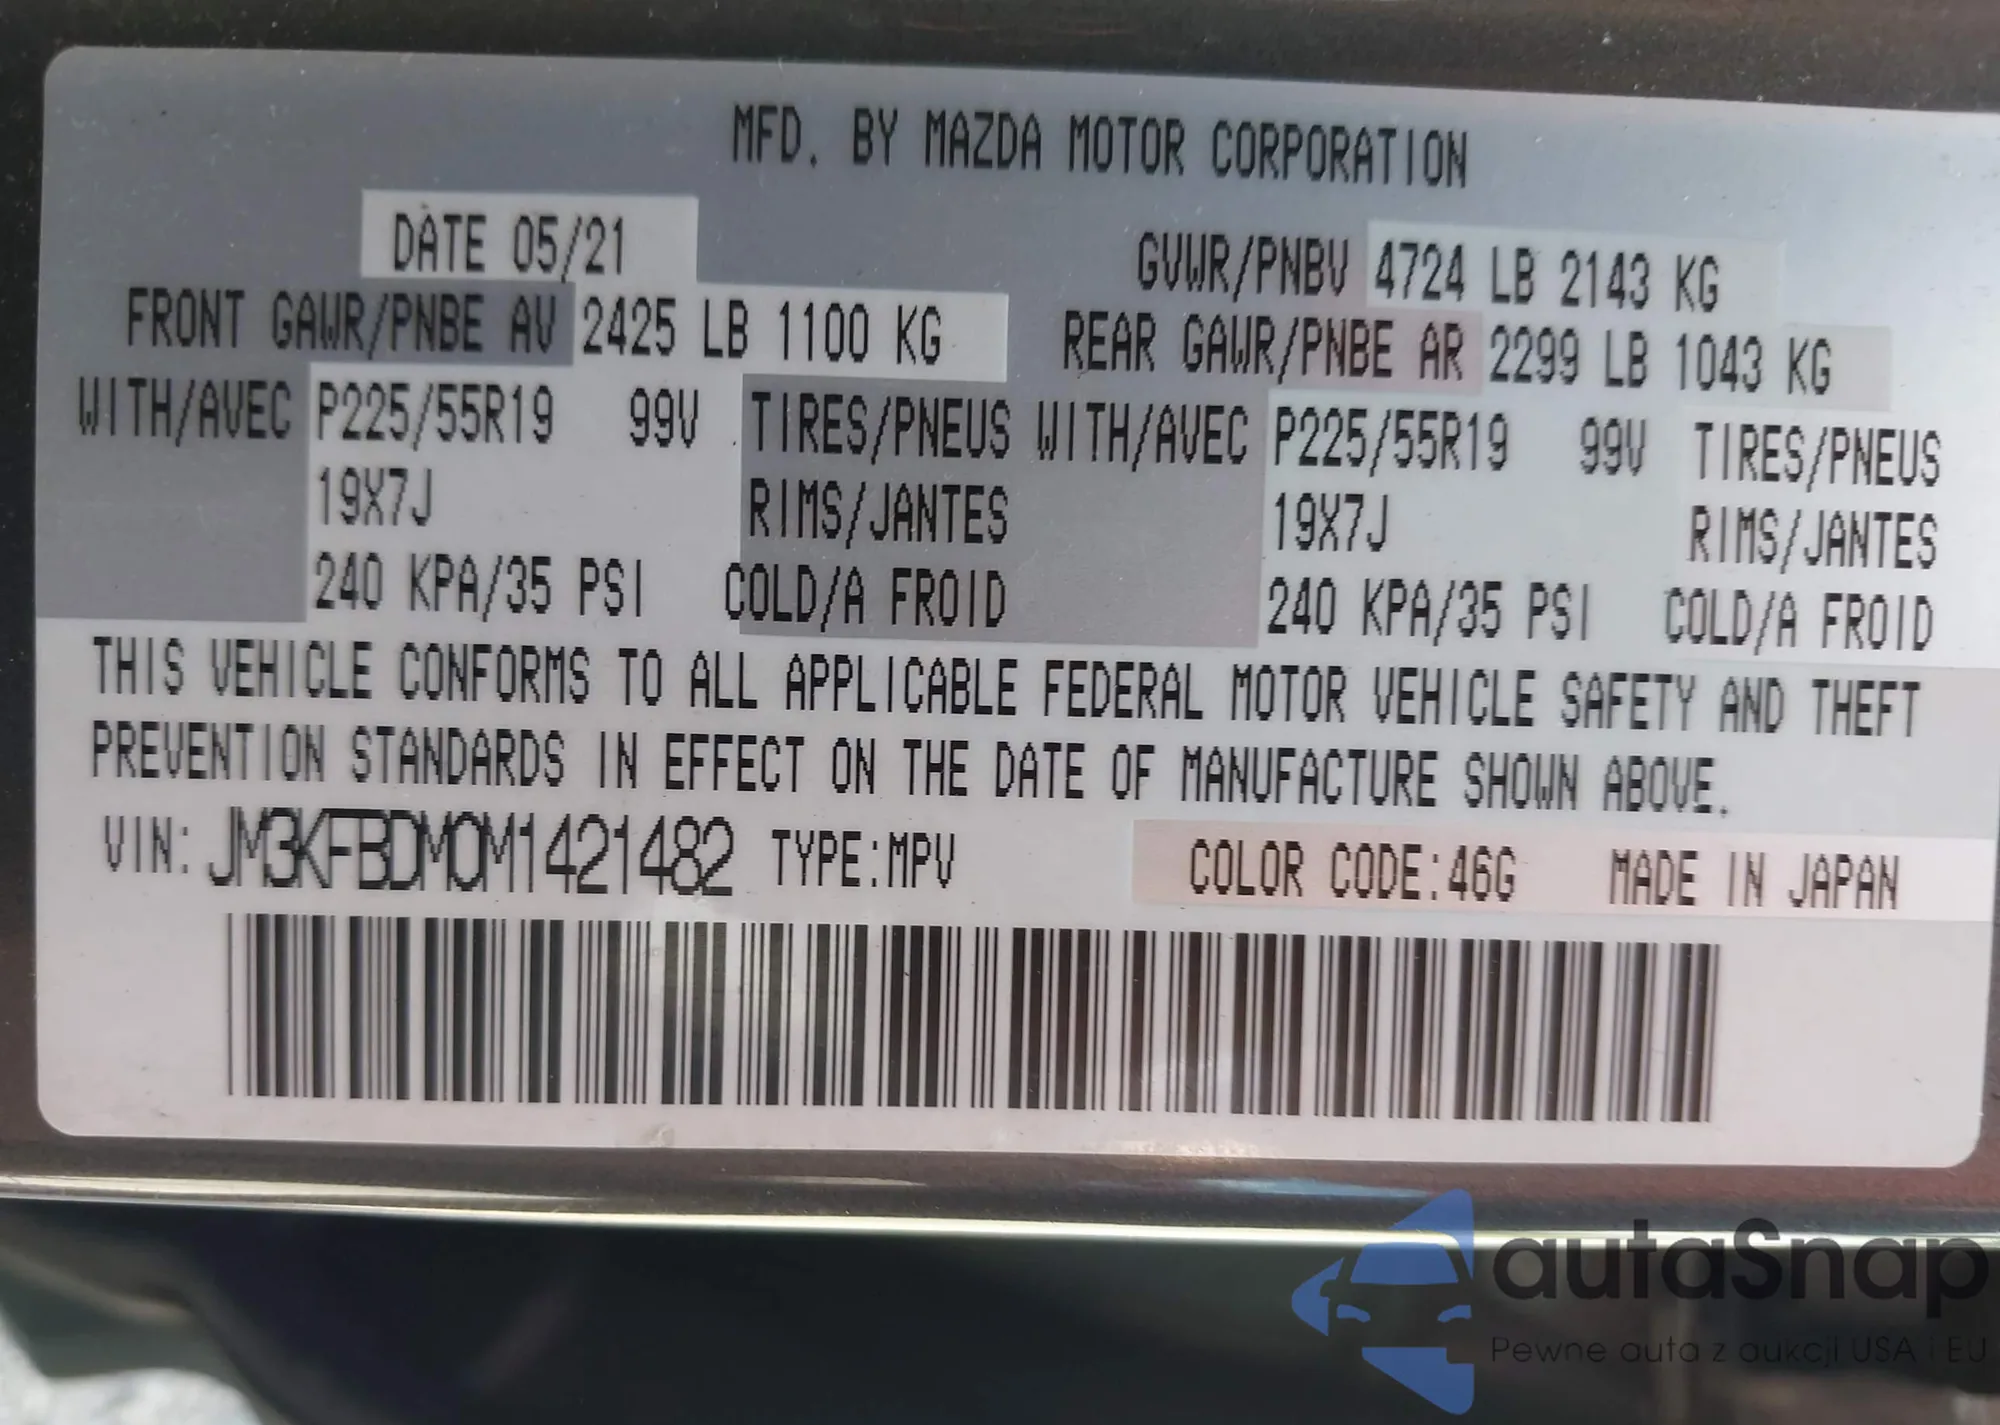 MFD. BY MAZDA MOTOR CORPORATION
DATE 05/21
GVWR/PNBV 4724 LB 2143 KG
FRONT GAWR/PNBE AV 2425 LB 1100 KG
REAR GAWR/PNBE AR 2299 LB 1043 KG
WITH/AVEC P225/55R19 99V TIRES/PNEUS WITH/AVEC P225/55R19 99V TIRES/PNEUS
19X7J RIMS/JANTES 19X7J RIMS/JANTES
240 KPA/35 PSI COLD/A FROID 240 KPA/35 PSI COLD/A FROID
THIS VEHICLE CONFORMS TO ALL APPLICABLE FEDERAL MOTOR VEHICLE SAFETY AND THEFT
PREVENTION STANDARDS IN EFFECT ON THE DATE OF MANUFACTURE SHOWN ABOVE.
VIN: JM3KFBDM0M1421482 TYPE:MPV COLOR CODE:46G MADE IN JAPAN
autaSnap
Pewne auta z aukcji USA i EU